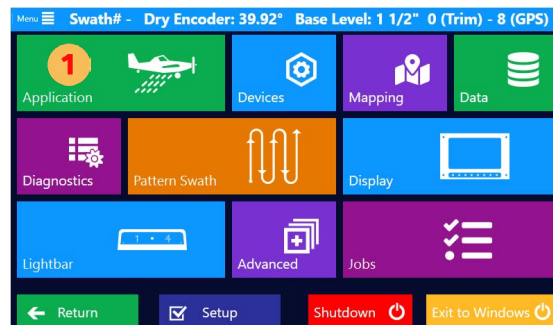 Menu Swath# - Dry Encoder: 39.92° Base Level: 1 1/2" 0 (Trim) - 8 (GPS)
1
Application Devices Mapping Data
Diagnostics Pattern Swath Display
1 • 4
Lightbar Advanced Jobs
Return Setup Shutdown Exit to Windows